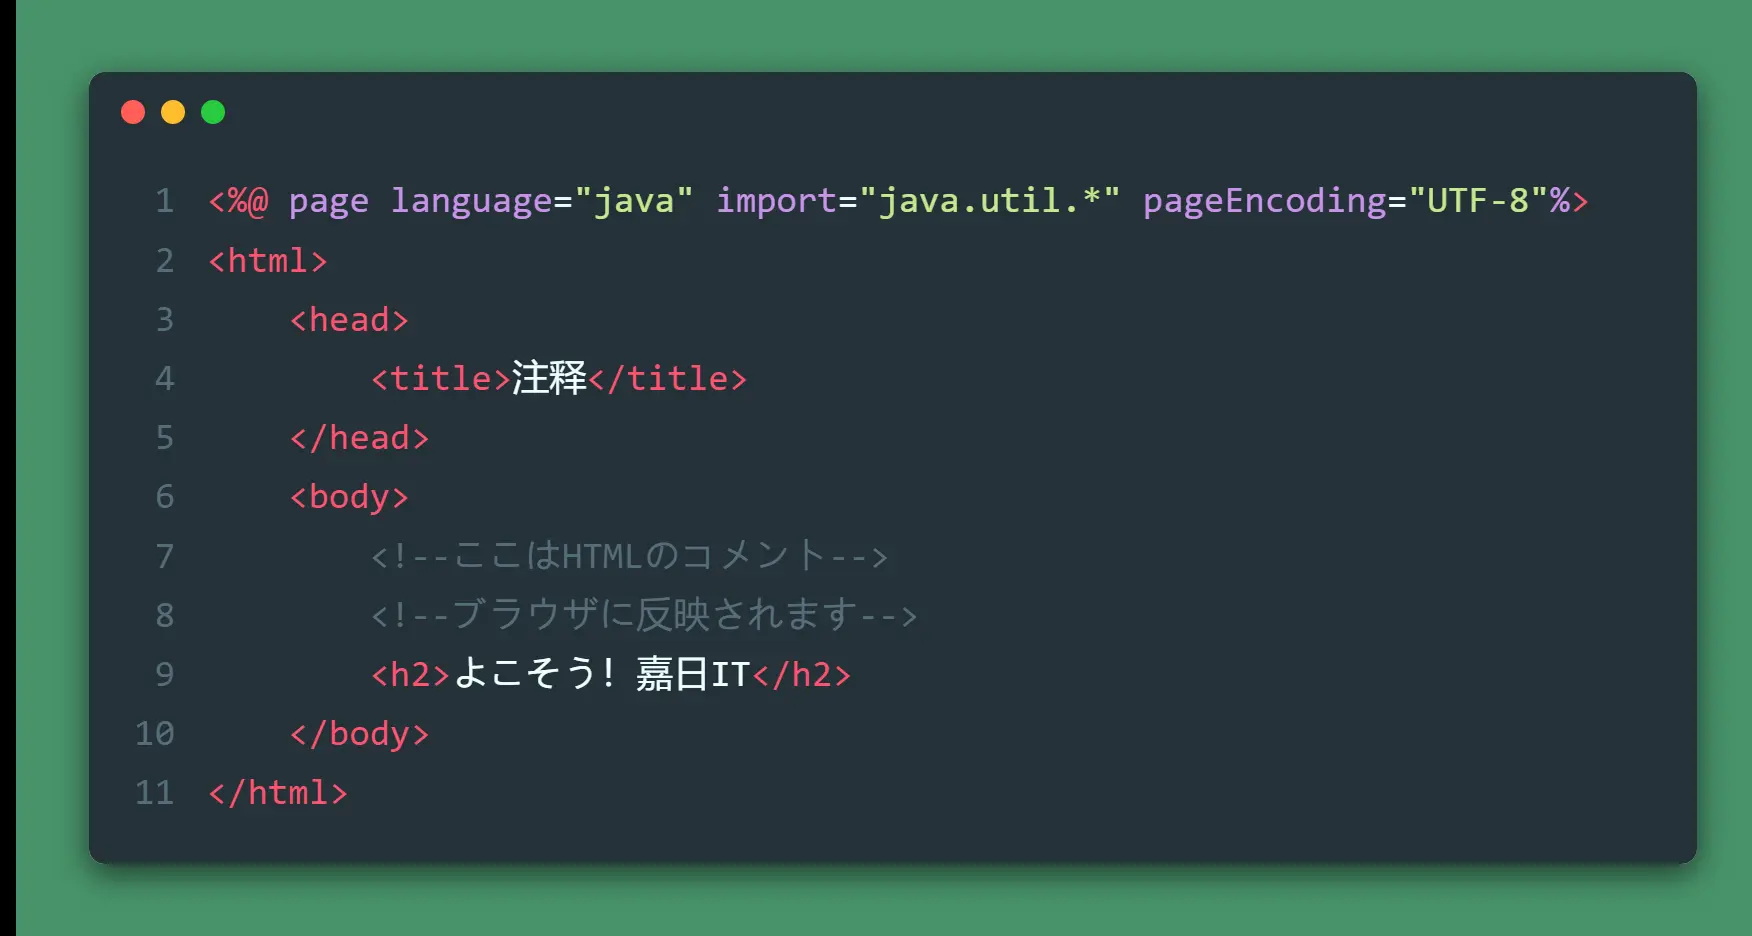 1 <%@ page language="java" import="java.util.*" pageEncoding="UTF-8"%>
2 <html>
3     <head>
4         <title>注释</title>
5     </head>
6     <body>
7         <!--ここはHTMLのコメント-->
8         <!--ブラウザに反映されます-->
9         <h2>よこそう！嘉日IT</h2>
10     </body>
11 </html>